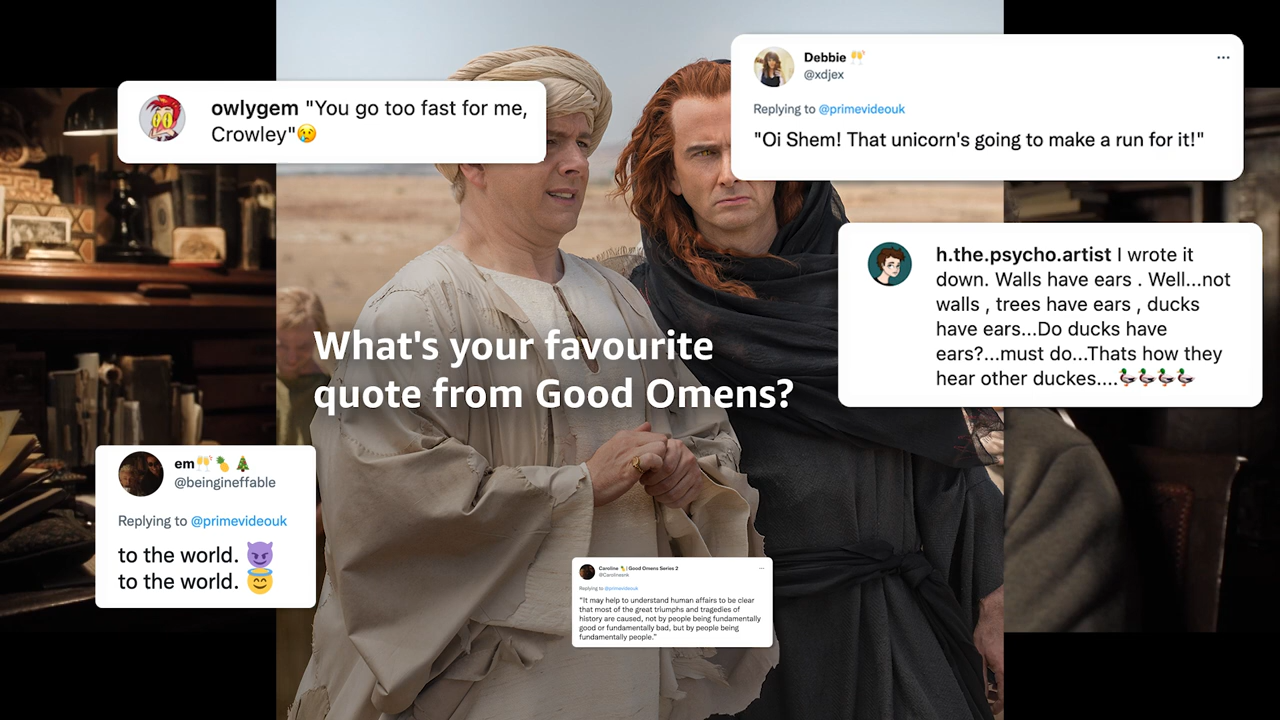 owlygem "You go too fast for me,
Crowley"😢
Debbie 🥂
@xdjex
Replying to @primevideouk
"Oi Shem! That unicorn's going to make a run for it!"
h.the.psycho.artist I wrote it
down. Walls have ears . Well...not
walls , trees have ears , ducks
have ears...Do ducks have
ears?...must do...Thats how they
hear other duckes....🦆🦆🦆🦆
What's your favourite
quote from Good Omens?
em🥂🍍🎄
@beingineffable
Replying to @primevideouk
to the world. 😈
to the world. 😇
Caroline 🍾 | Good Omens Series 2
Replying to @primevideouk
"It may help to understand human affairs to be clear
that most of the great triumphs and tragedies of
history are caused, not by people being fundamentally
good or fundamentally bad, but by people being
fundamentally people."